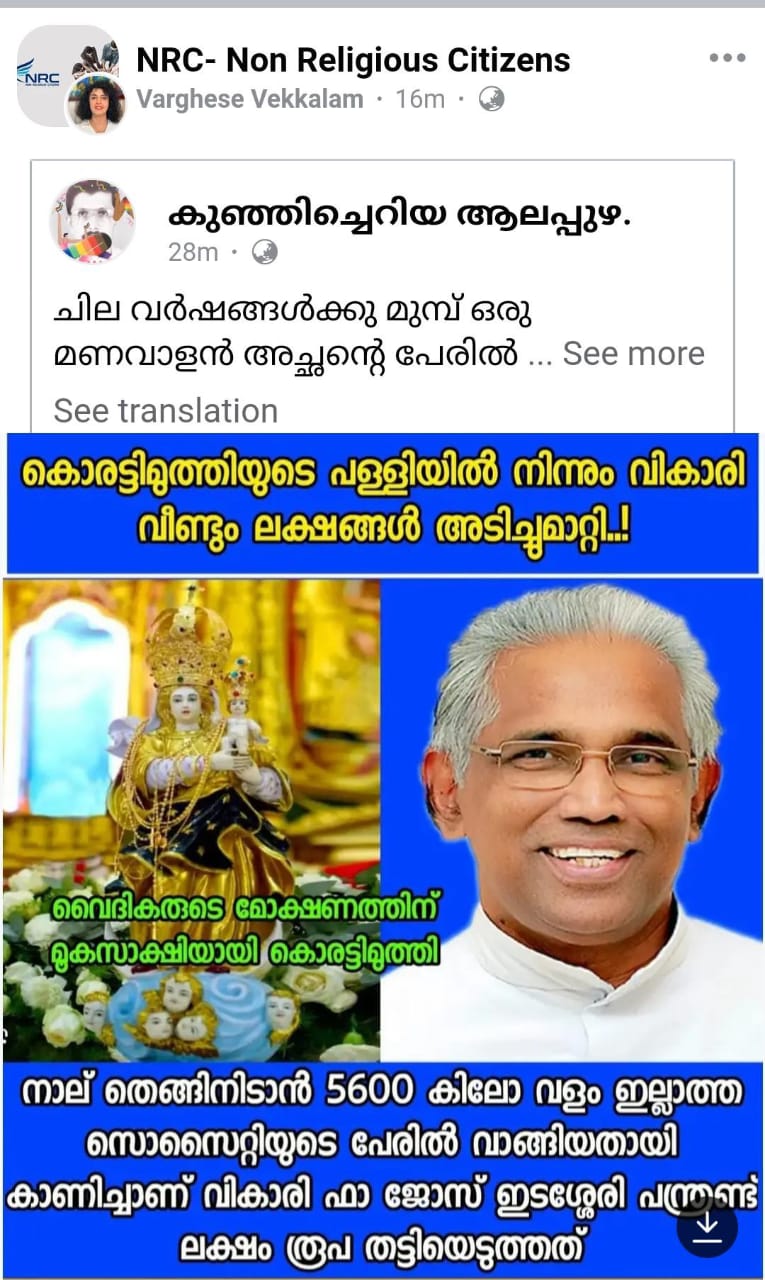 NRC
NRC- Non Religious Citizens
Varghese Vekkalam · 16m ·
കുഞ്ഞിച്ചെറിയ ആലപ്പുഴ.
28m ·
ചില വർഷങ്ങൾക്കു മുമ്പ് ഒരു
മണവാളൻ അച്ഛന്റെ പേരിൽ ... See more
See translation
കൊരട്ടിമുത്തിയുടെ പള്ളിയിൽ നിന്നും വികാരി
വീണ്ടും ലക്ഷങ്ങൾ അടിച്ചുമാറ്റി..!
വൈദികരുടെ മോക്ഷണത്തിന്
മൂകസാക്ഷിയായി കൊരട്ടിമുത്തി
നാല് തെങ്ങിനിടാൻ 5600 കിലോ വളം ഇല്ലാത്ത
സൊസൈറ്റിയുടെ പേരിൽ വാങ്ങിയതായി
കാണിച്ചാണ് വികാരി ഫാ ജോസ് ഇടശ്ശേരി പന്ത്രണ്ട്
ലക്ഷം രൂപ തട്ടിയെടുത്തത്